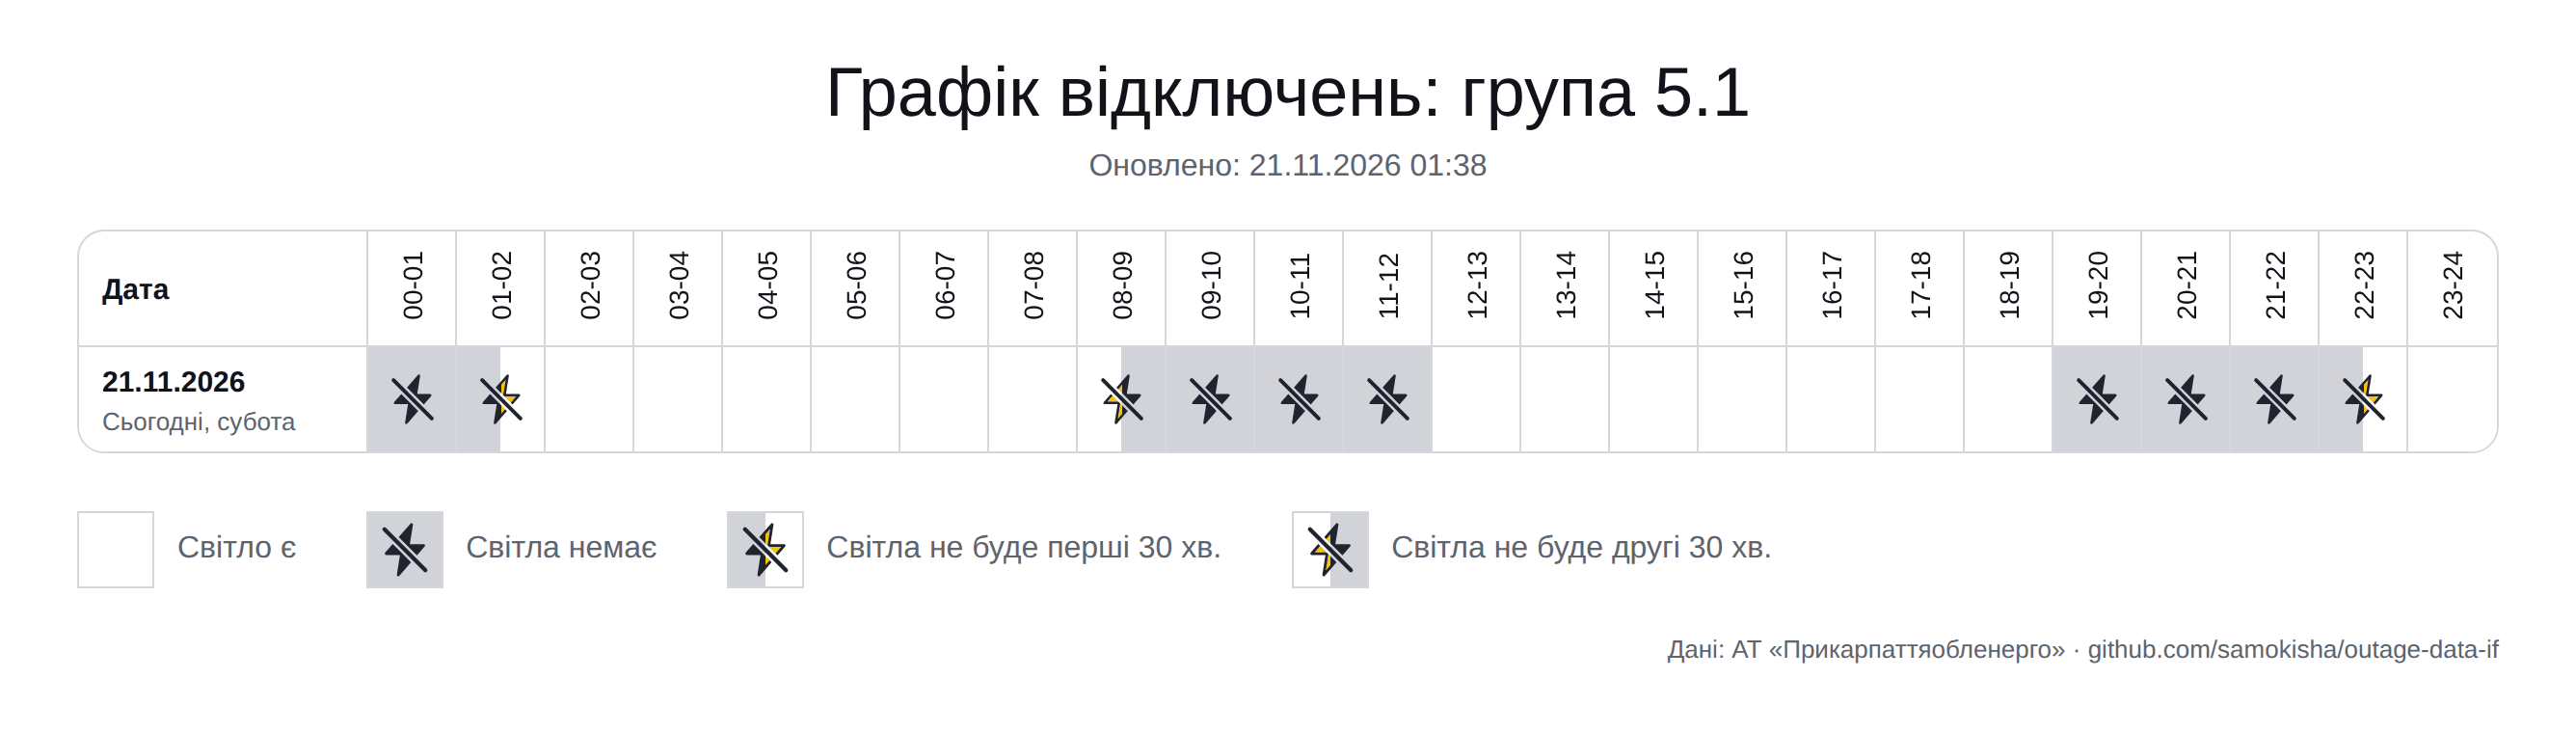 Графік відключень: група 5.1
Оновлено: 21.11.2026 01:38
Дата 00-01 01-02 02-03 03-04 04-05 05-06 06-07 07-08 08-09 09-10 10-11 11-12 12-13 13-14 14-15 15-16 16-17 17-18 18-19 19-20 20-21 21-22 22-23 23-24
21.11.2026
Сьогодні, субота
Світло є Світла немає Світла не буде перші 30 хв. Світла не буде другі 30 хв.
Дані: АТ «Прикарпаттяобленерго» · github.com/samokisha/outage-data-if